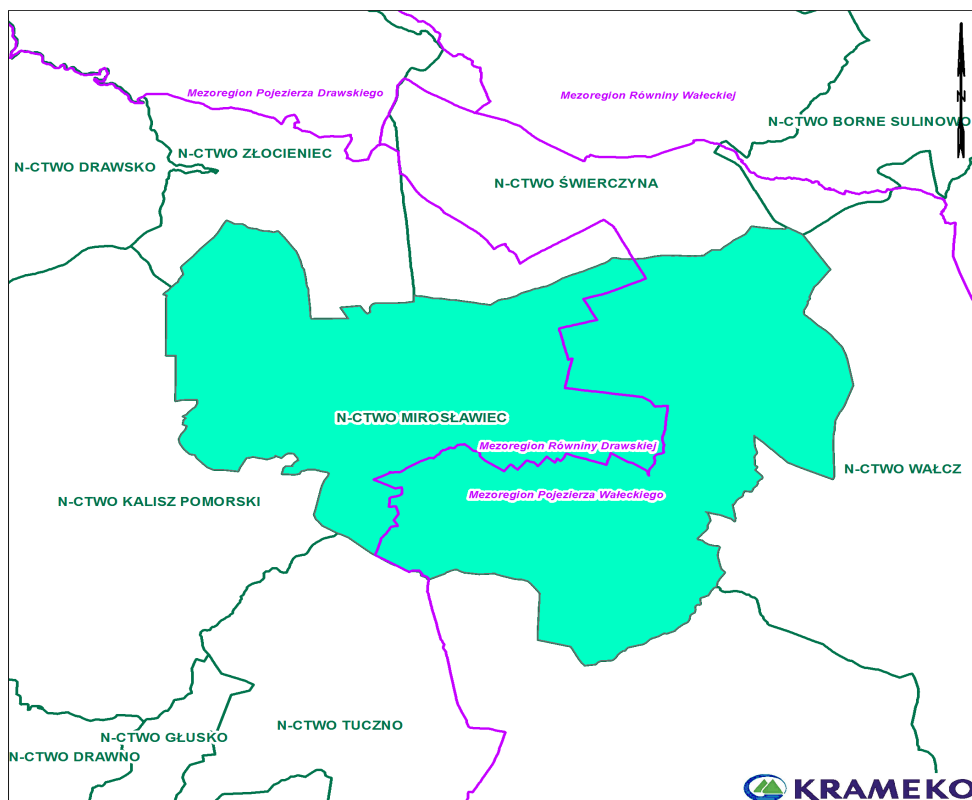 Mezoregion Pojezierza Drawskiego
Mezoregion Równiny Wałeckiej
N
N-CTWO BORNE SULINOWO
N-CTWO DRAWSKO
N-CTWO ZŁOCIENIEC
N-CTWO ŚWIERCZYNA
N-CTWO MIROSŁAWIEC
Mezoregion Równiny Drawskiej
N-CTWO WAŁCZ
Mezoregion Pojezierza Wałeckiego
N-CTWO KALISZ POMORSKI
N-CTWO TUCZNO
N-CTWO GŁUSKO
N-CTWO DRAWNO
KRAMEKO